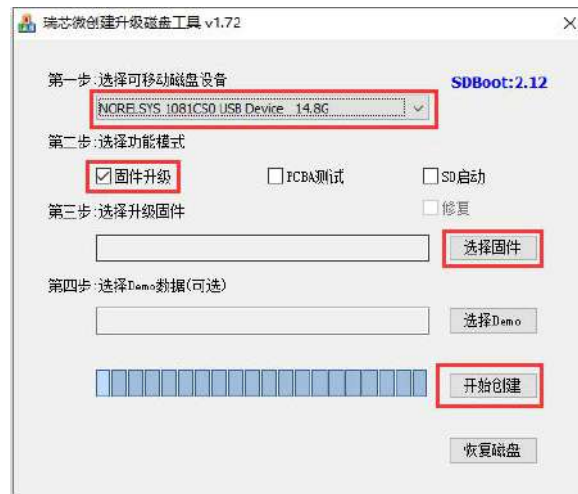 瑞芯微创建升级磁盘工具 v1.72
第一步:选择可移动磁盘设备
SDBoot:2.12
NORELSYS 1081CS0 USB Device 14.8G
第二步:选择功能模式
固件升级
PCBA测试
SD启动
第三步:选择升级固件
修复
选择固件
第四步:选择Demo数据(可选)
选择Demo
开始创建
恢复磁盘